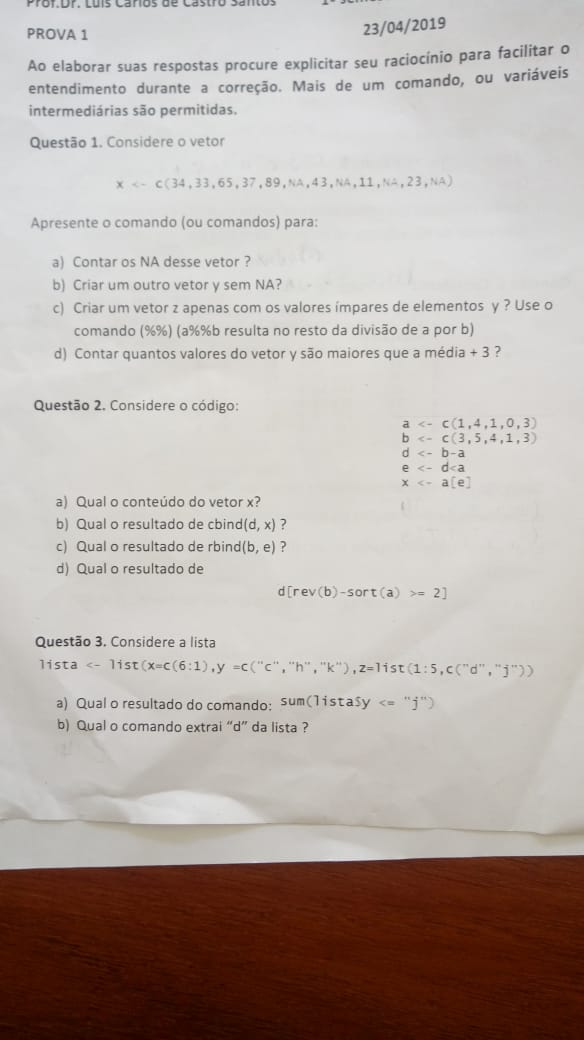 Prof.Dr. Luis Carlos de Castro Santos
PROVA 1
23/04/2019
Ao elaborar suas respostas procure explicitar seu raciocínio para facilitar o
entendimento durante a correção. Mais de um comando, ou variáveis
intermediárias são permitidas.
Questão 1. Considere o vetor
x <- c(34,33,65,37,89,NA,43,NA,11,NA,23,NA)
Apresente o comando (ou comandos) para:
a) Contar os NA desse vetor ?
b) Criar um outro vetor y sem NA?
c) Criar um vetor z apenas com os valores ímpares de elementos y ? Use o
comando (%%) (a%%b resulta no resto da divisão de a por b)
d) Contar quantos valores do vetor y são maiores que a média + 3 ?
Questão 2. Considere o código:
a <- c(1,4,1,0,3)
b <- c(3,5,4,1,3)
d <- b-a
e <- d<a
x <- a[e]
a) Qual o conteúdo do vetor x?
b) Qual o resultado de cbind(d, x) ?
c) Qual o resultado de rbind(b, e) ?
d) Qual o resultado de
d[rev(b)-sort(a) >= 2]
Questão 3. Considere a lista
lista <- list(x=c(6:1),y =c("c","h","k"),z=list(1:5,c("d","j"))
a) Qual o resultado do comando: sum(lista$y <= "j")
b) Qual o comando extrai "d" da lista ?